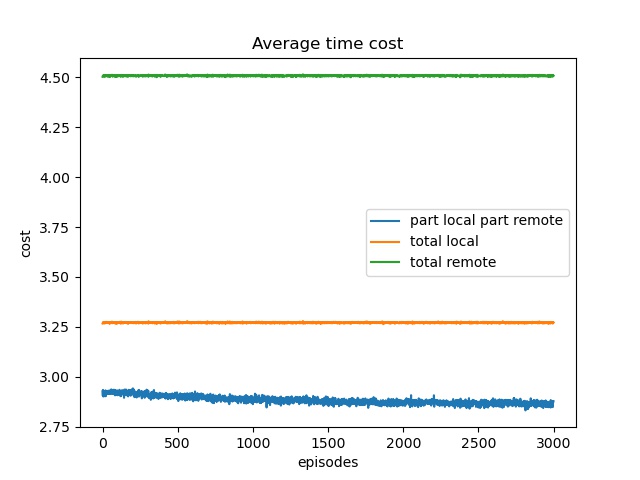 Average time cost
4.50
4.25
4.00
3.75
3.50
3.25
3.00
2.75
cost
part local part remote
total local
total remote
0 500 1000 1500 2000 2500 3000
episodes